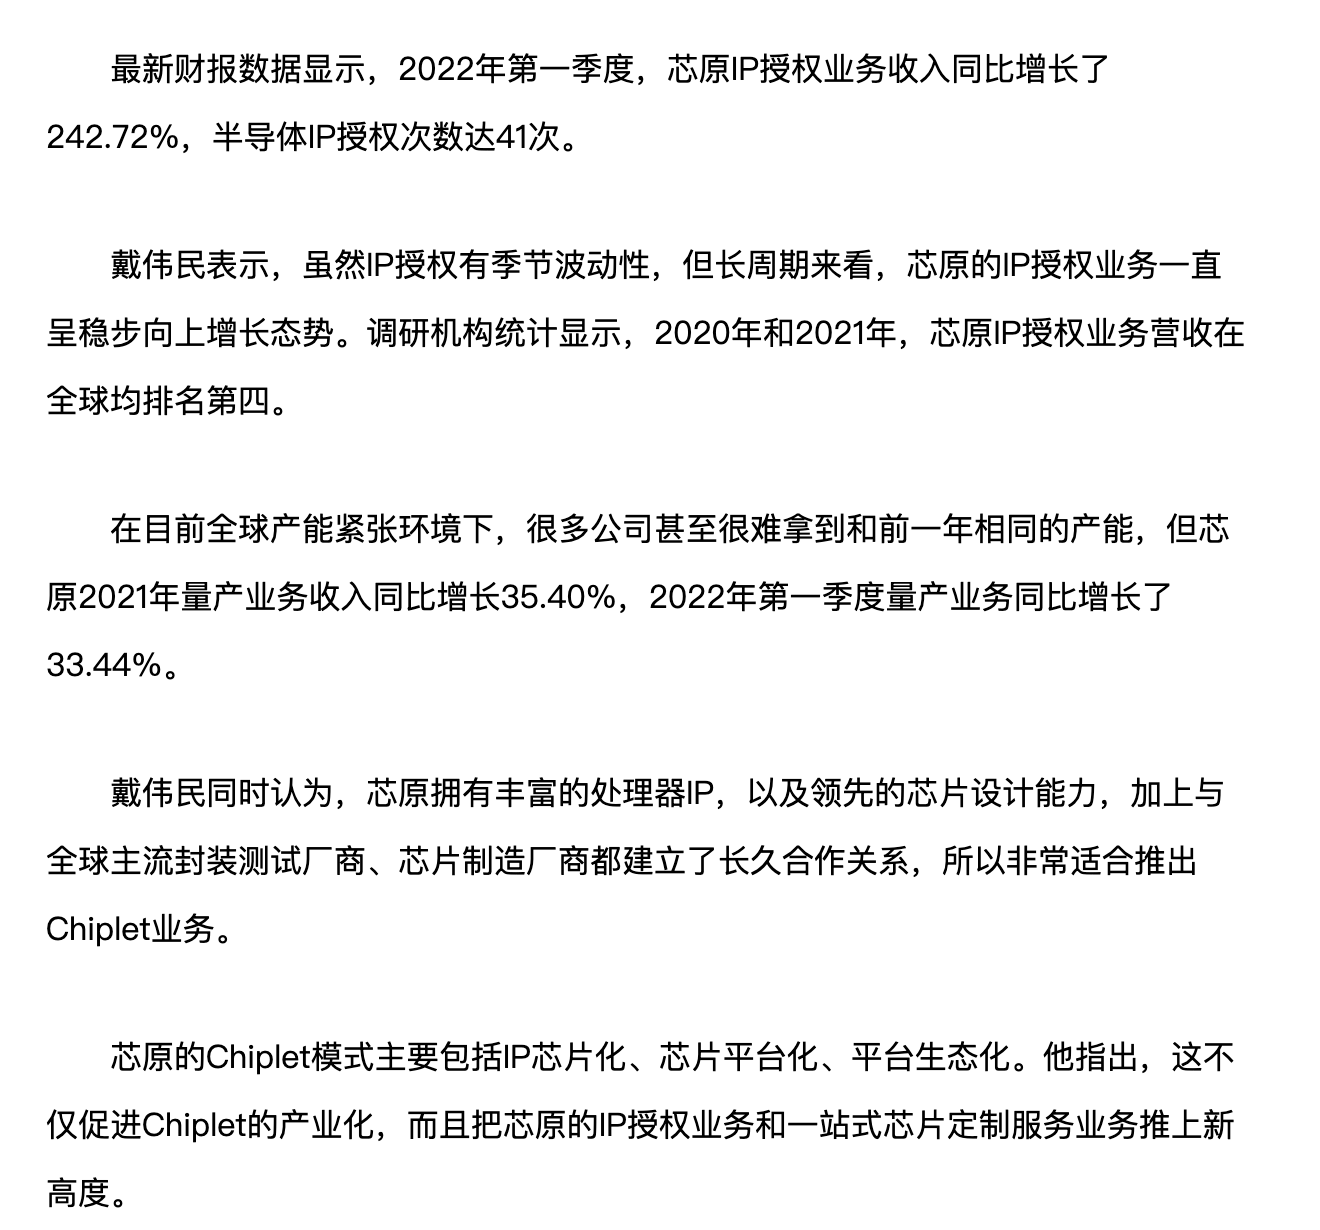 最新财报数据显示，2022年第一季度，芯原IP授权业务收入同比增长了
242.72%，半导体IP授权次数达41次。
戴伟民表示，虽然IP授权有季节波动性，但长周期来看，芯原的IP授权业务一直
呈稳步向上增长态势。调研机构统计显示，2020年和2021年，芯原IP授权业务营收在
全球均排名第四。
在目前全球产能紧张环境下，很多公司甚至很难拿到和前一年相同的产能，但芯
原2021年量产业务收入同比增长35.40%，2022年第一季度量产业务同比增长了
33.44%。
戴伟民同时认为，芯原拥有丰富的处理器IP，以及领先的芯片设计能力，加上与
全球主流封装测试厂商、芯片制造厂商都建立了长久合作关系，所以非常适合推出
Chiplet业务。
芯原的Chiplet模式主要包括IP芯片化、芯片平台化、平台生态化。他指出，这不
仅促进Chiplet的产业化，而且把芯原的IP授权业务和一站式芯片定制服务业务推上新
高度。